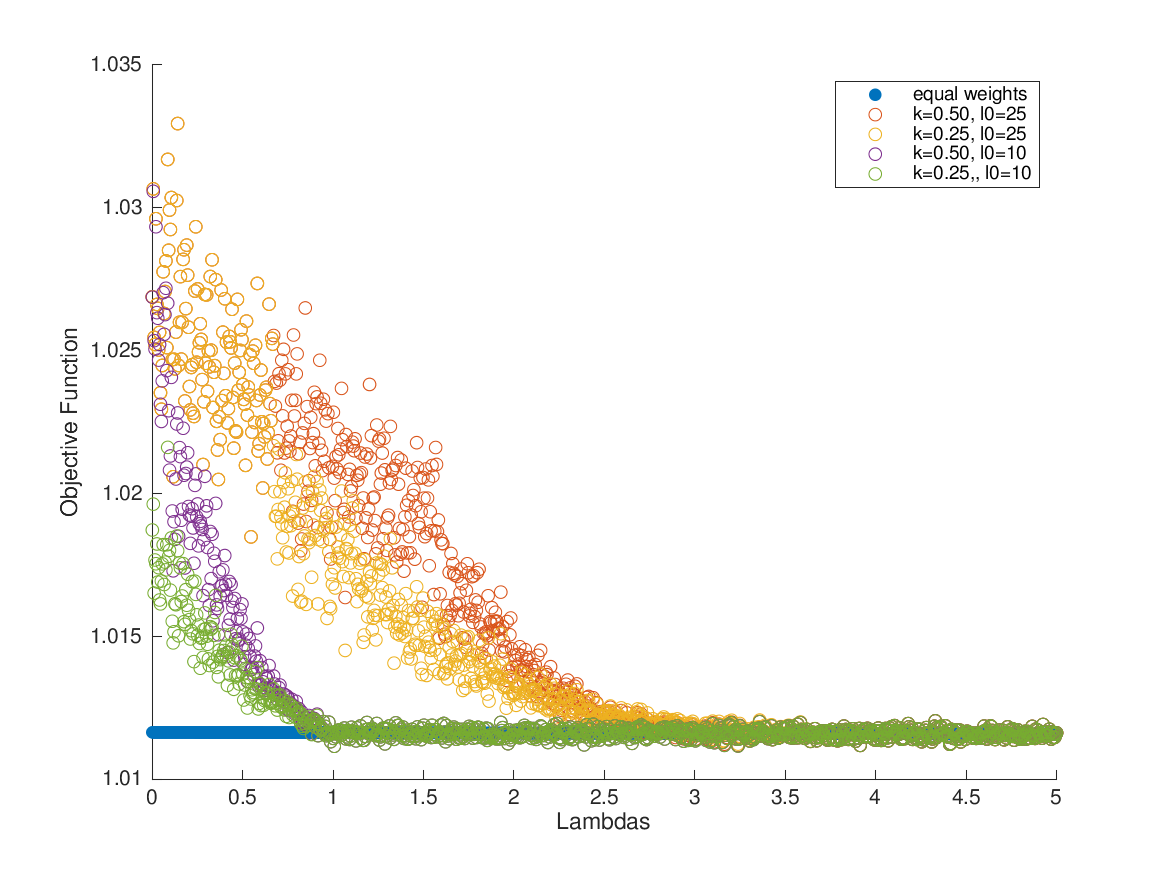 1.035
1.03
1.025
1.02
1.015
1.01
Objective Function
0
0.5
1
1.5
2
2.5
3
3.5
4
4.5
5
Lambdas
equal weights
k=0.50, l0=25
k=0.25, l0=25
k=0.50, l0=10
k=0.25,, l0=10